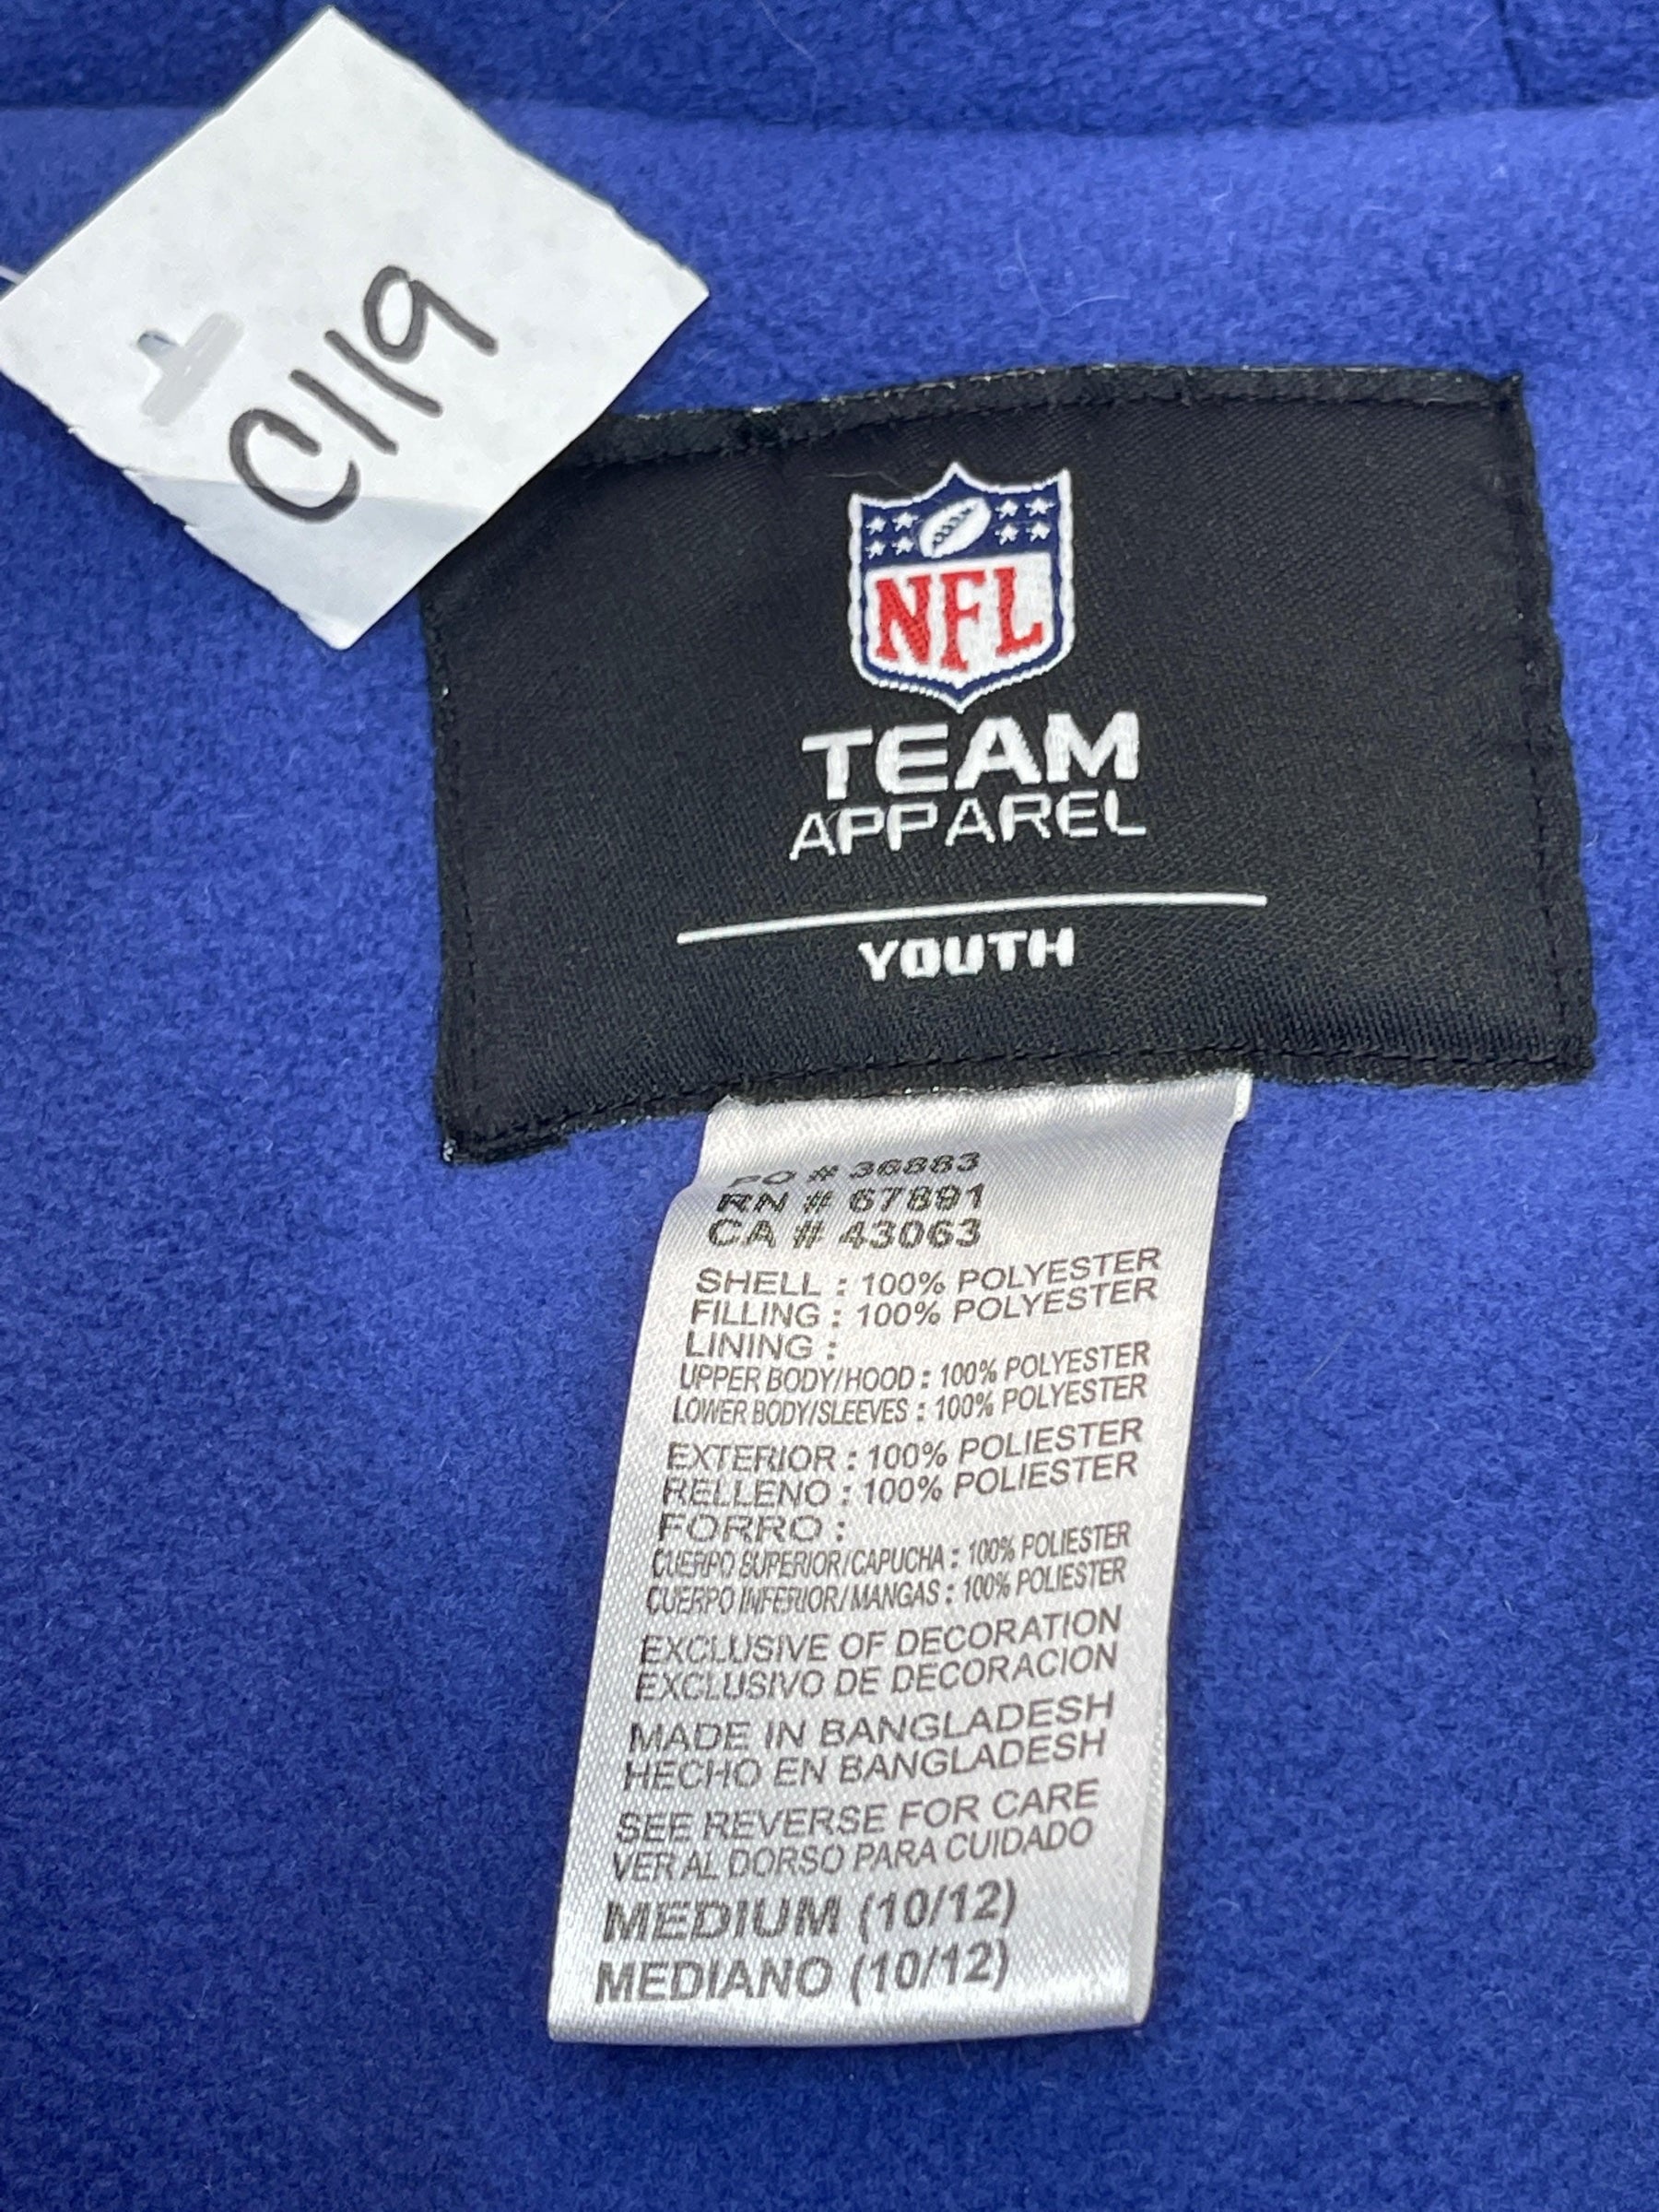 C119
NFL
TEAM
APPAREL
YOUTH
PO # 36883
RN # 67891
CA # 43063
SHELL : 100% POLYESTER
FILLING : 100% POLYESTER
LINING :
UPPER BODY/HOOD : 100% POLYESTER
LOWER BODY/SLEEVES : 100% POLYESTER
EXTERIOR : 100% POLIESTER
RELLENO : 100% POLIESTER
FORRO :
CUERPO SUPERIOR/CAPUCHA : 100% POLIESTER
CUERPO INFERIOR/MANGAS : 100% POLIESTER
EXCLUSIVE OF DECORATION
EXCLUSIVO DE DECORACION
MADE IN BANGLADESH
HECHO EN BANGLADESH
SEE REVERSE FOR CARE
VER AL DORSO PARA CUIDADO
MEDIUM (10/12)
MEDIANO (10/12)